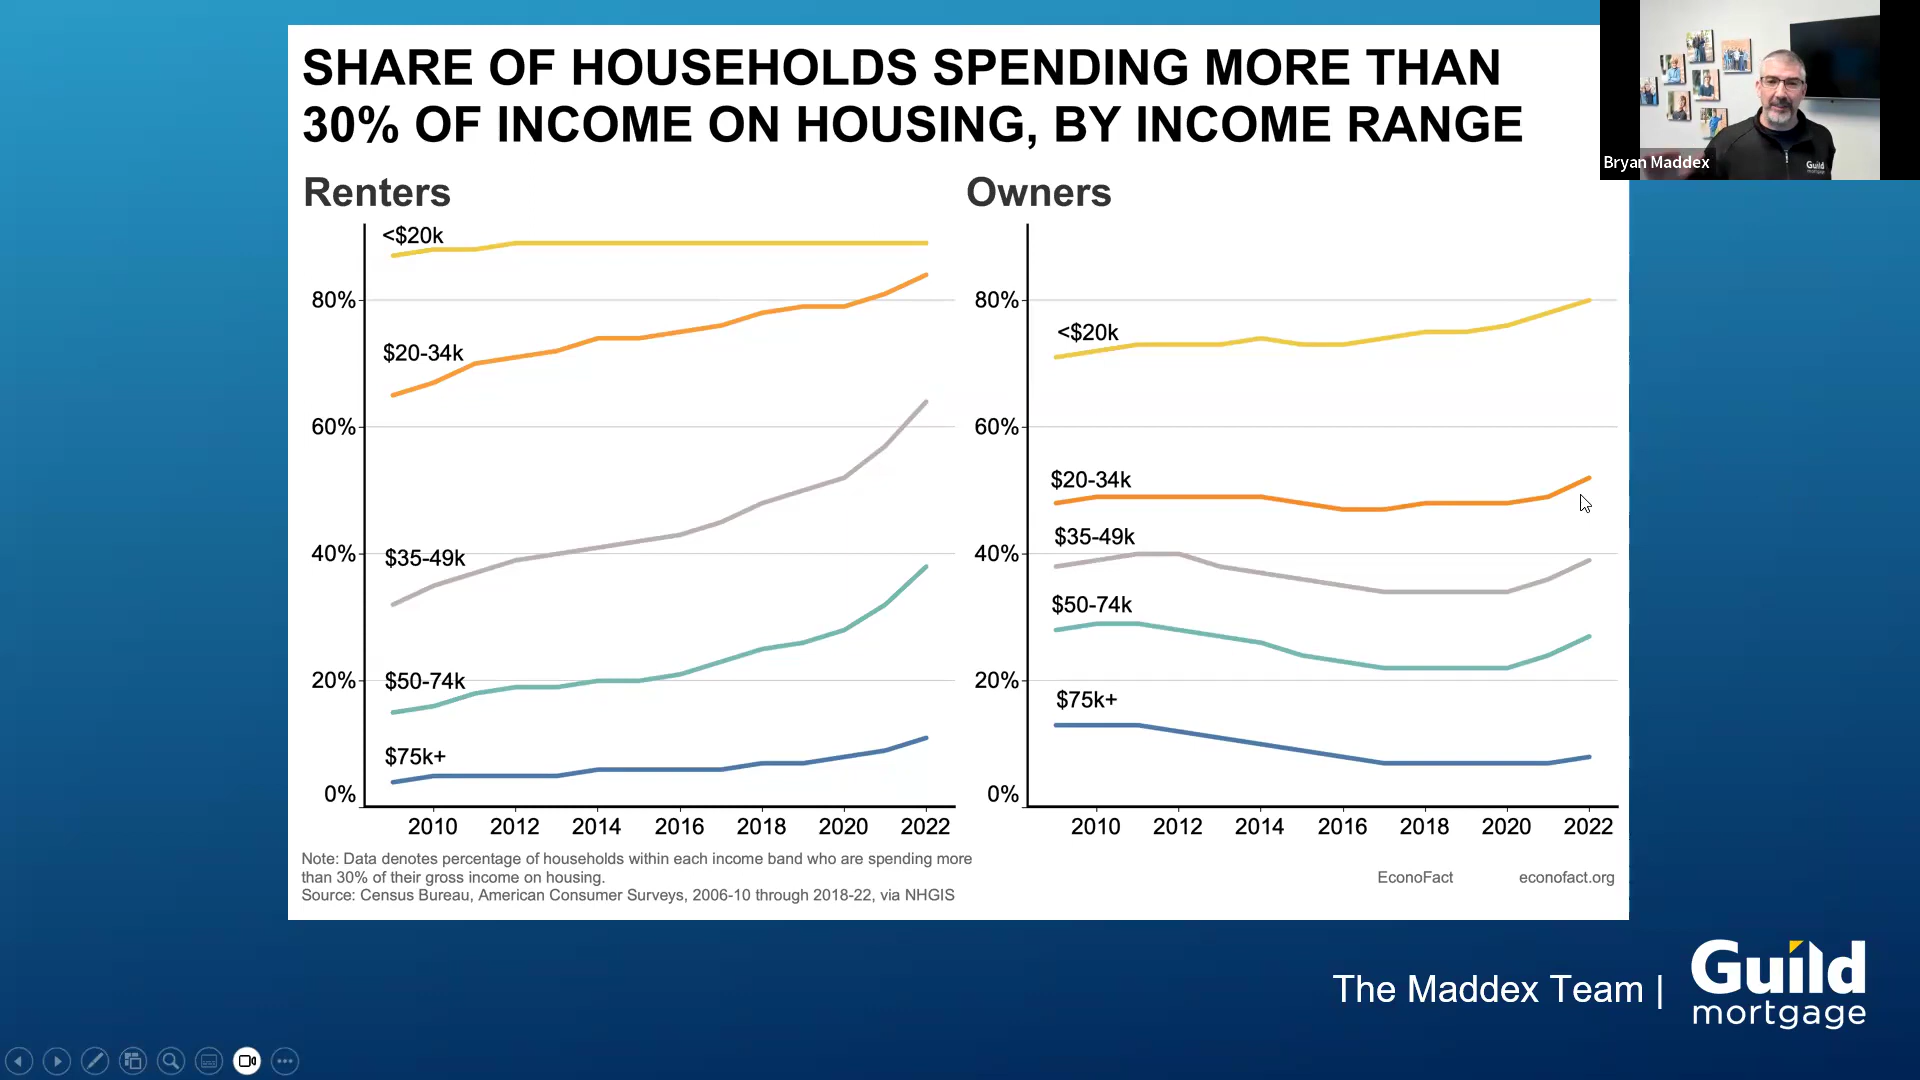 SHARE OF HOUSEHOLDS SPENDING MORE THAN
30% OF INCOME ON HOUSING, BY INCOME RANGE
Bryan Maddex
Guild
mortgage
Renters
<$20k
80%
$20-34k
60%
40%
$35-49k
20%
$50-74k
$75k+
0%
2010 2012 2014 2016 2018 2020 2022
Owners
80%
<$20k
60%
$20-34k
$35-49k
40%
$50-74k
20%
$75k+
0%
2010 2012 2014 2016 2018 2020 2022
Note: Data denotes percentage of households within each income band who are spending more
than 30% of their gross income on housing.
Source: Census Bureau, American Consumer Surveys, 2006-10 through 2018-22, via NHGIS
EconoFact econofact.org
The Maddex Team |
Guild
mortgage